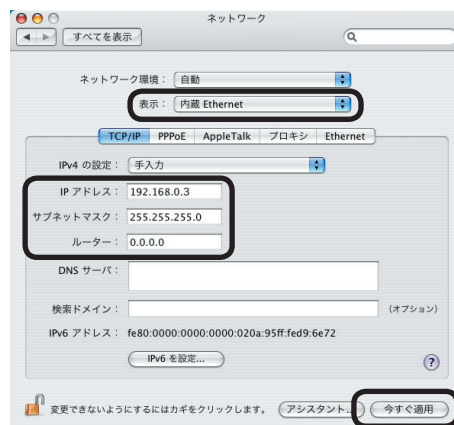 ネットワーク
すべてを表示
ネットワーク環境： 自動
表示： 内蔵 Ethernet
TCP/IP PPPoE AppleTalk プロキシ Ethernet
IPv4 の設定： 手入力
IP アドレス： 192.168.0.3
サブネットマスク： 255.255.255.0
ルーター： 0.0.0.0
DNS サーバ：
検索ドメイン： (オプション)
IPv6 アドレス： fe80:0000:0000:0000:020a:95ff:fed9:6e72
IPv6 を設定... ?
変更できないようにするにはカギをクリックします。 アシスタント... 今すぐ適用